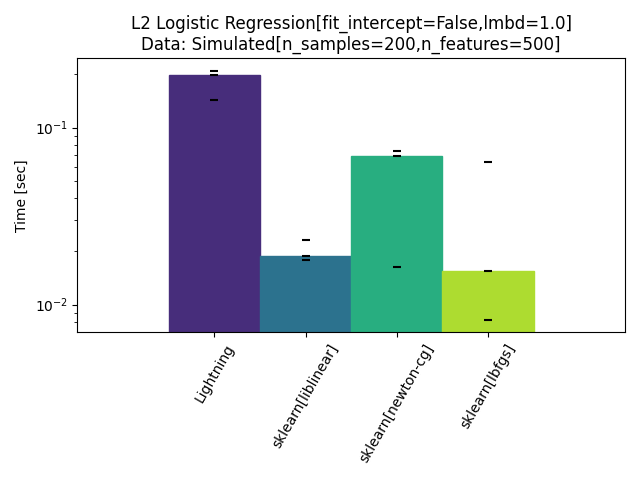 L2 Logistic Regression[fit_intercept=False,lmbd=1.0]
Data: Simulated[n_samples=200,n_features=500]
Time [sec]
10⁻¹
10⁻²
Lightning
sklearn[liblinear]
sklearn[newton-cg]
sklearn[lbfgs]